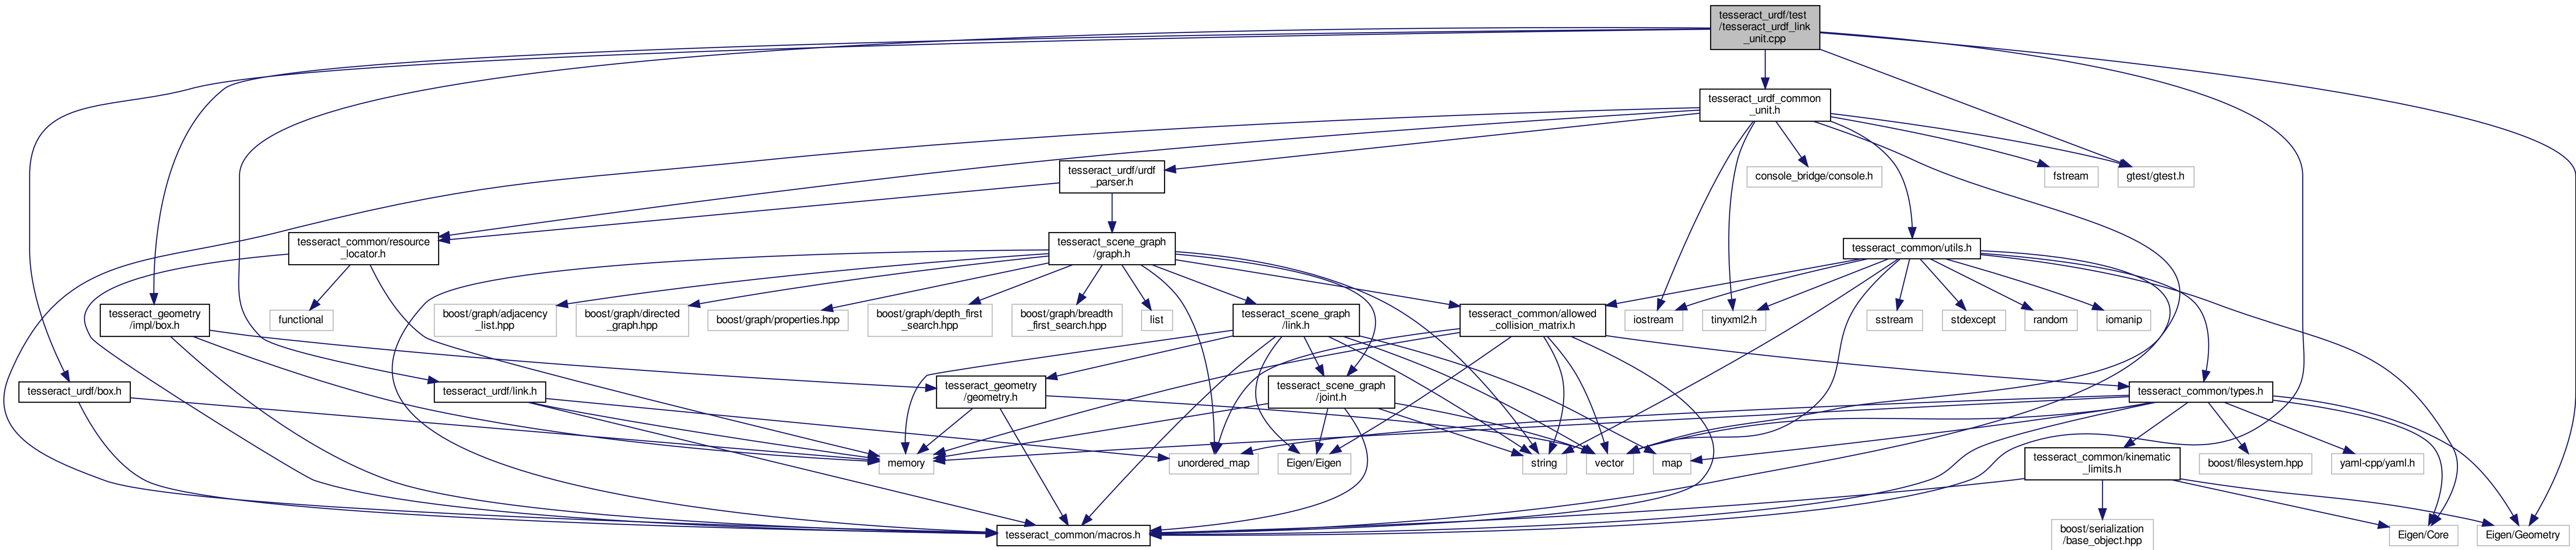 tesseract_urdf/test
/tesseract_urdf_link
_unit.cpp
tesseract_urdf_common
_unit.h
tesseract_urdf/urdf
_parser.h
console_bridge/console.h
fstream
gtest/gtest.h
tesseract_common/resource
_locator.h
tesseract_scene_graph
/graph.h
tesseract_common/utils.h
tesseract_geometry
/impl/box.h
functional
boost/graph/adjacency
_list.hpp
boost/graph/directed
_graph.hpp
boost/graph/properties.hpp
boost/graph/depth_first
_search.hpp
boost/graph/breadth
_first_search.hpp
list
tesseract_scene_graph
/link.h
tesseract_common/allowed
_collision_matrix.h
iostream
tinyxml2.h
sstream
stdexcept
random
iomanip
tesseract_urdf/box.h
tesseract_urdf/link.h
tesseract_geometry
/geometry.h
tesseract_scene_graph
/joint.h
tesseract_common/types.h
memory
unordered_map
Eigen/Eigen
string
vector
map
tesseract_common/kinematic
_limits.h
boost/filesystem.hpp
yaml-cpp/yaml.h
tesseract_common/macros.h
boost/serialization
/base_object.hpp
Eigen/Core
Eigen/Geometry